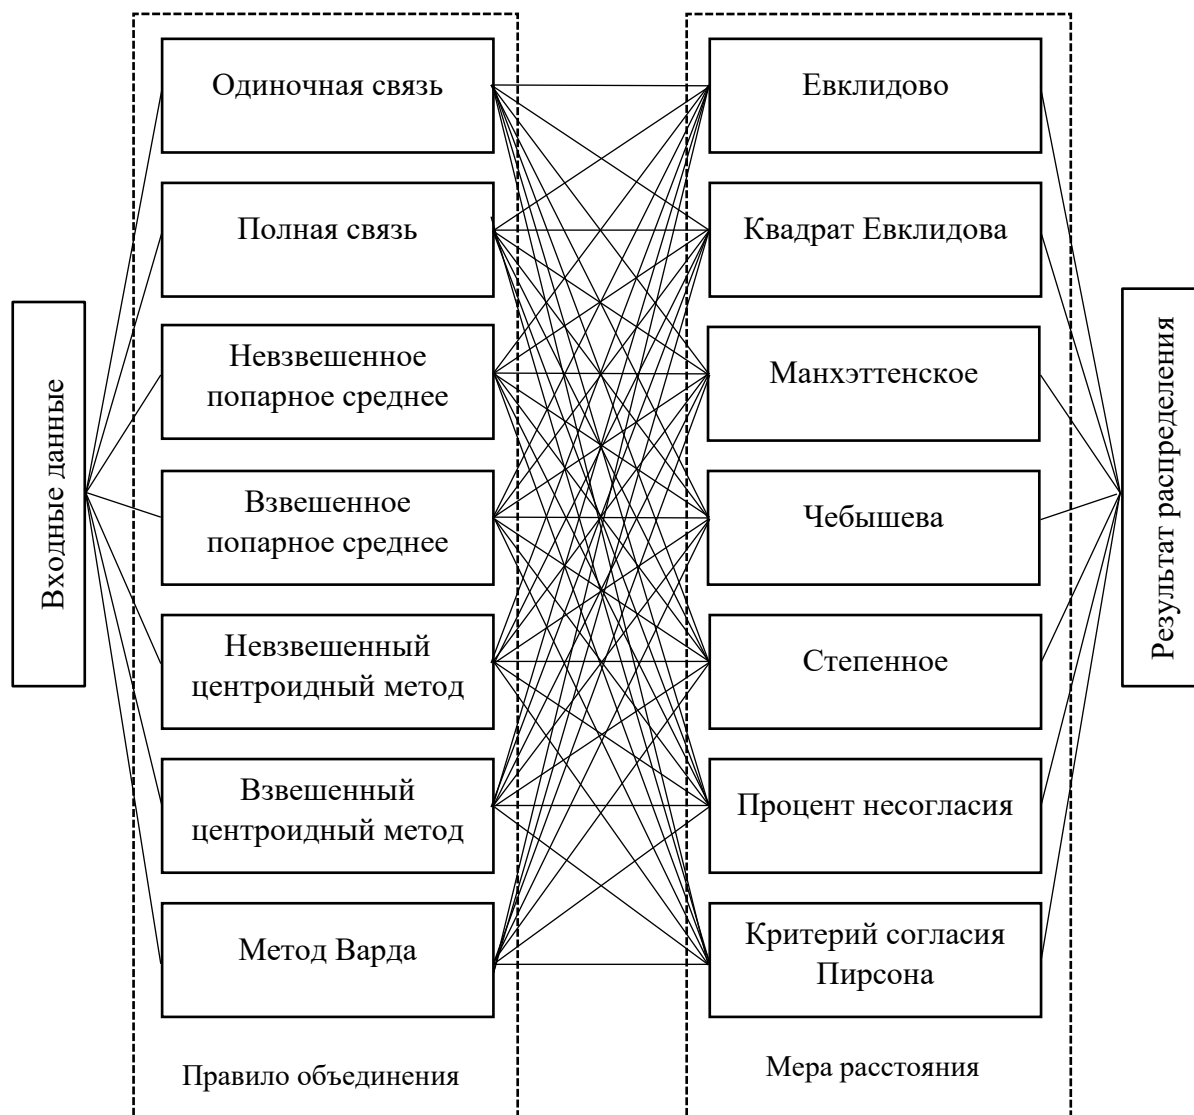 Входные данные
Одиночная связь
Полная связь
Невзвешенное
попарное среднее
Взвешенное
попарное среднее
Невзвешенный
центроидный метод
Взвешенный
центроидный метод
Метод Варда
Правило объединения
Евклидово
Квадрат Евклидова
Манхэттенское
Чебышева
Степенное
Процент несогласия
Критерий согласия
Пирсона
Мера расстояния
Результат распределения